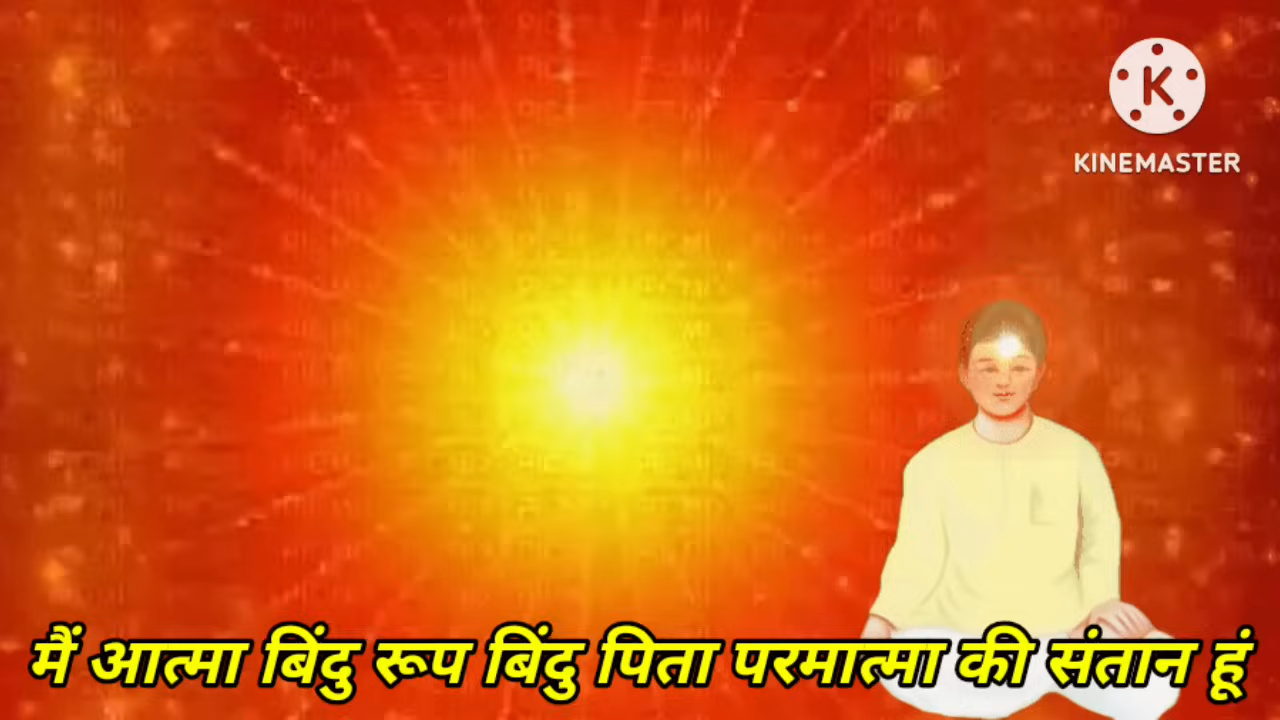 K
KINEMASTER
मैं आत्मा बिंदु रूप बिंदु पिता परमात्मा की संतान हूं